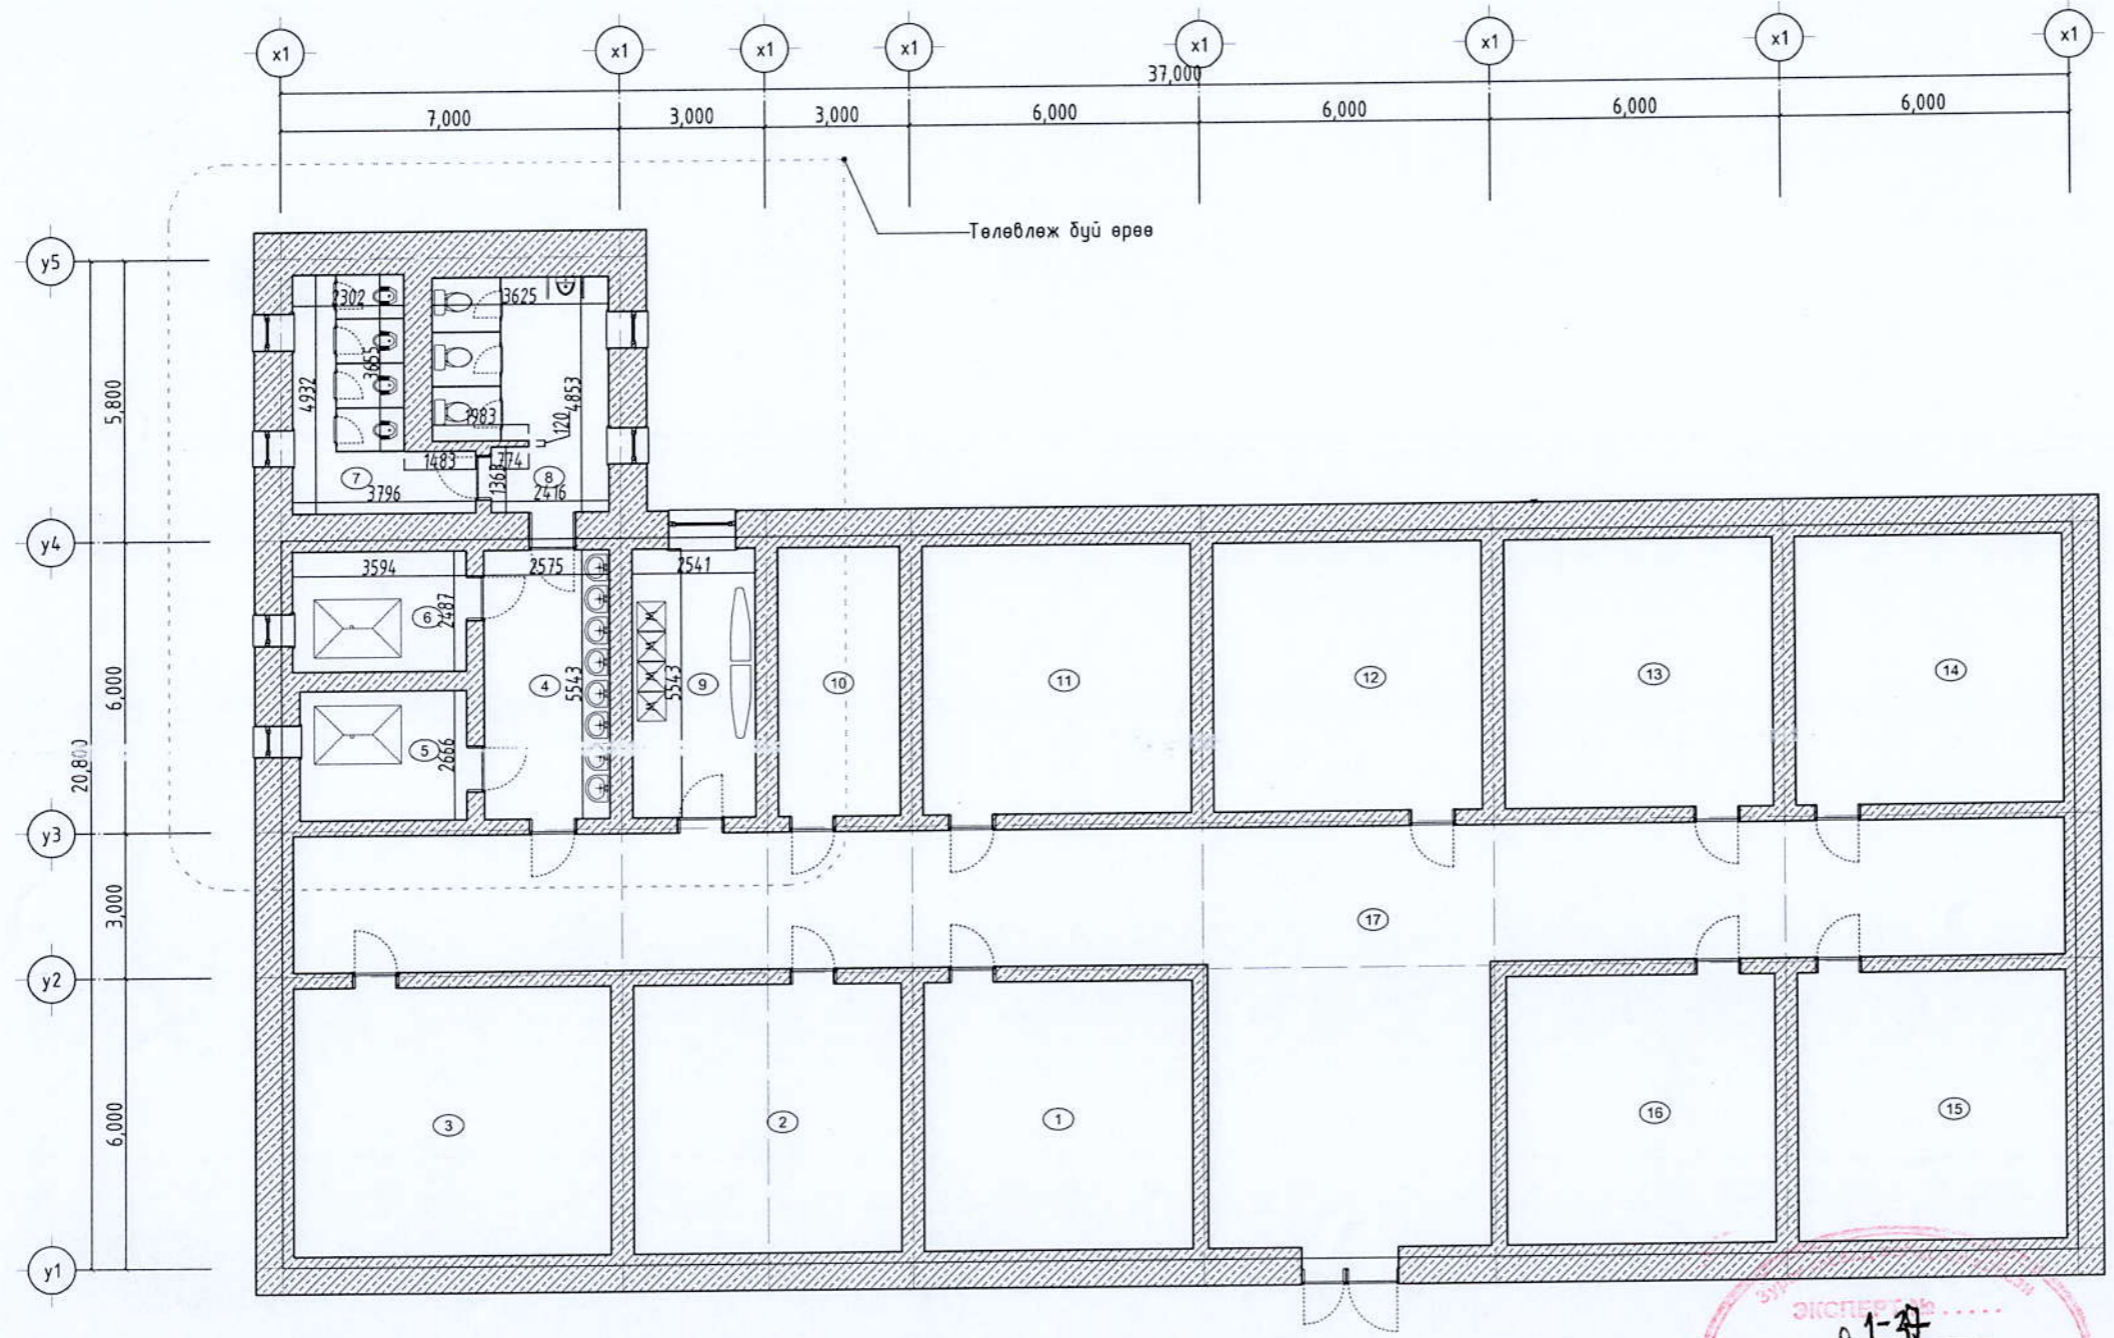 x1 x1 x1 x1 x1 x1 x1 x1
37,000
7,000 3,000 3,000 6,000 6,000 6,000 6,000
Төлөвлөж буй өрөө
y5
y4
y3
y2
y1
5,800
6,000
20,800
3,000
6,000
2302 3625
3655
4932 4853
1983
120
1483 774
7 1363 8
3796 2416
3594 2575 2541
6 2487
4 5543 5543 9 10 11 12 13 14
5 2666
17
3 2 1 16 15
ЭКСПЕРТ №